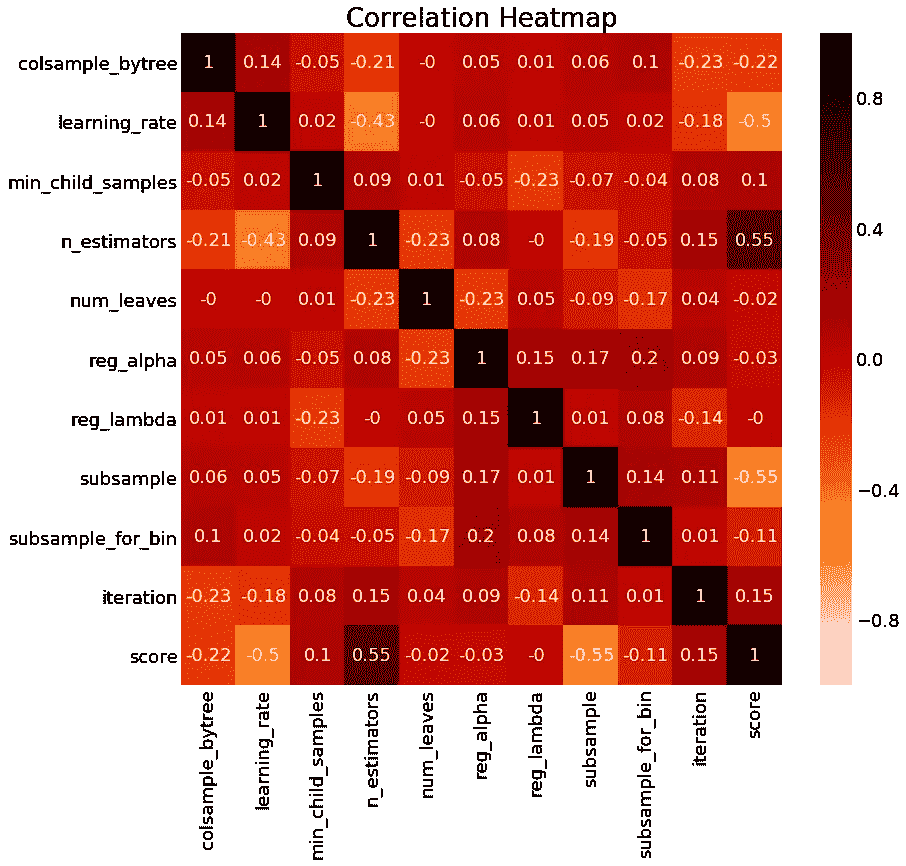 Correlation Heatmap
colsample_bytree 1 0.14 -0.05 -0.21 -0 0.05 0.01 0.06 0.1 -0.23 -0.22
learning_rate 0.14 1 0.02 -0.43 -0 0.06 0.01 0.05 0.02 -0.18 -0.5
min_child_samples -0.05 0.02 1 0.09 0.01 -0.05 -0.23 -0.07 -0.04 0.08 0.1
n_estimators -0.21 -0.43 0.09 1 -0.23 0.08 -0 -0.19 -0.05 0.15 0.55
num_leaves -0 -0 0.01 -0.23 1 -0.23 0.05 -0.09 -0.17 0.04 -0.02
reg_alpha 0.05 0.06 -0.05 0.08 -0.23 1 0.15 0.17 0.2 0.09 -0.03
reg_lambda 0.01 0.01 -0.23 -0 0.05 0.15 1 0.01 0.08 -0.14 -0
subsample 0.06 0.05 -0.07 -0.19 -0.09 0.17 0.01 1 0.14 0.11 -0.55
subsample_for_bin 0.1 0.02 -0.04 -0.05 -0.17 0.2 0.08 0.14 1 0.01 -0.11
iteration -0.23 -0.18 0.08 0.15 0.04 0.09 -0.14 0.11 0.01 1 0.15
score -0.22 -0.5 0.1 0.55 -0.02 -0.03 -0 -0.55 -0.11 0.15 1
colsample_bytree
learning_rate
min_child_samples
n_estimators
num_leaves
reg_alpha
reg_lambda
subsample
subsample_for_bin
iteration
score
0.8
0.4
0.0
−0.4
−0.8